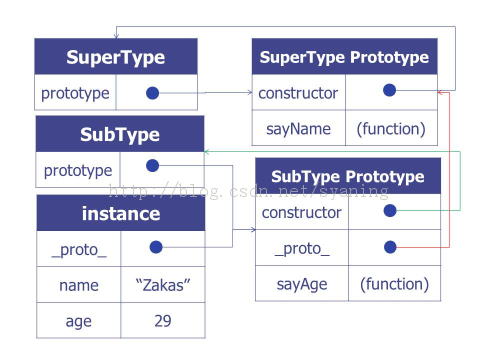 SuperType
prototype
SuperType Prototype
constructor
sayName (function)
SubType
prototype
SubType Prototype
constructor
_proto_
sayAge (function)
instance
_proto_
name “Zakas”
age 29
http://blog.csdn.net/syaning